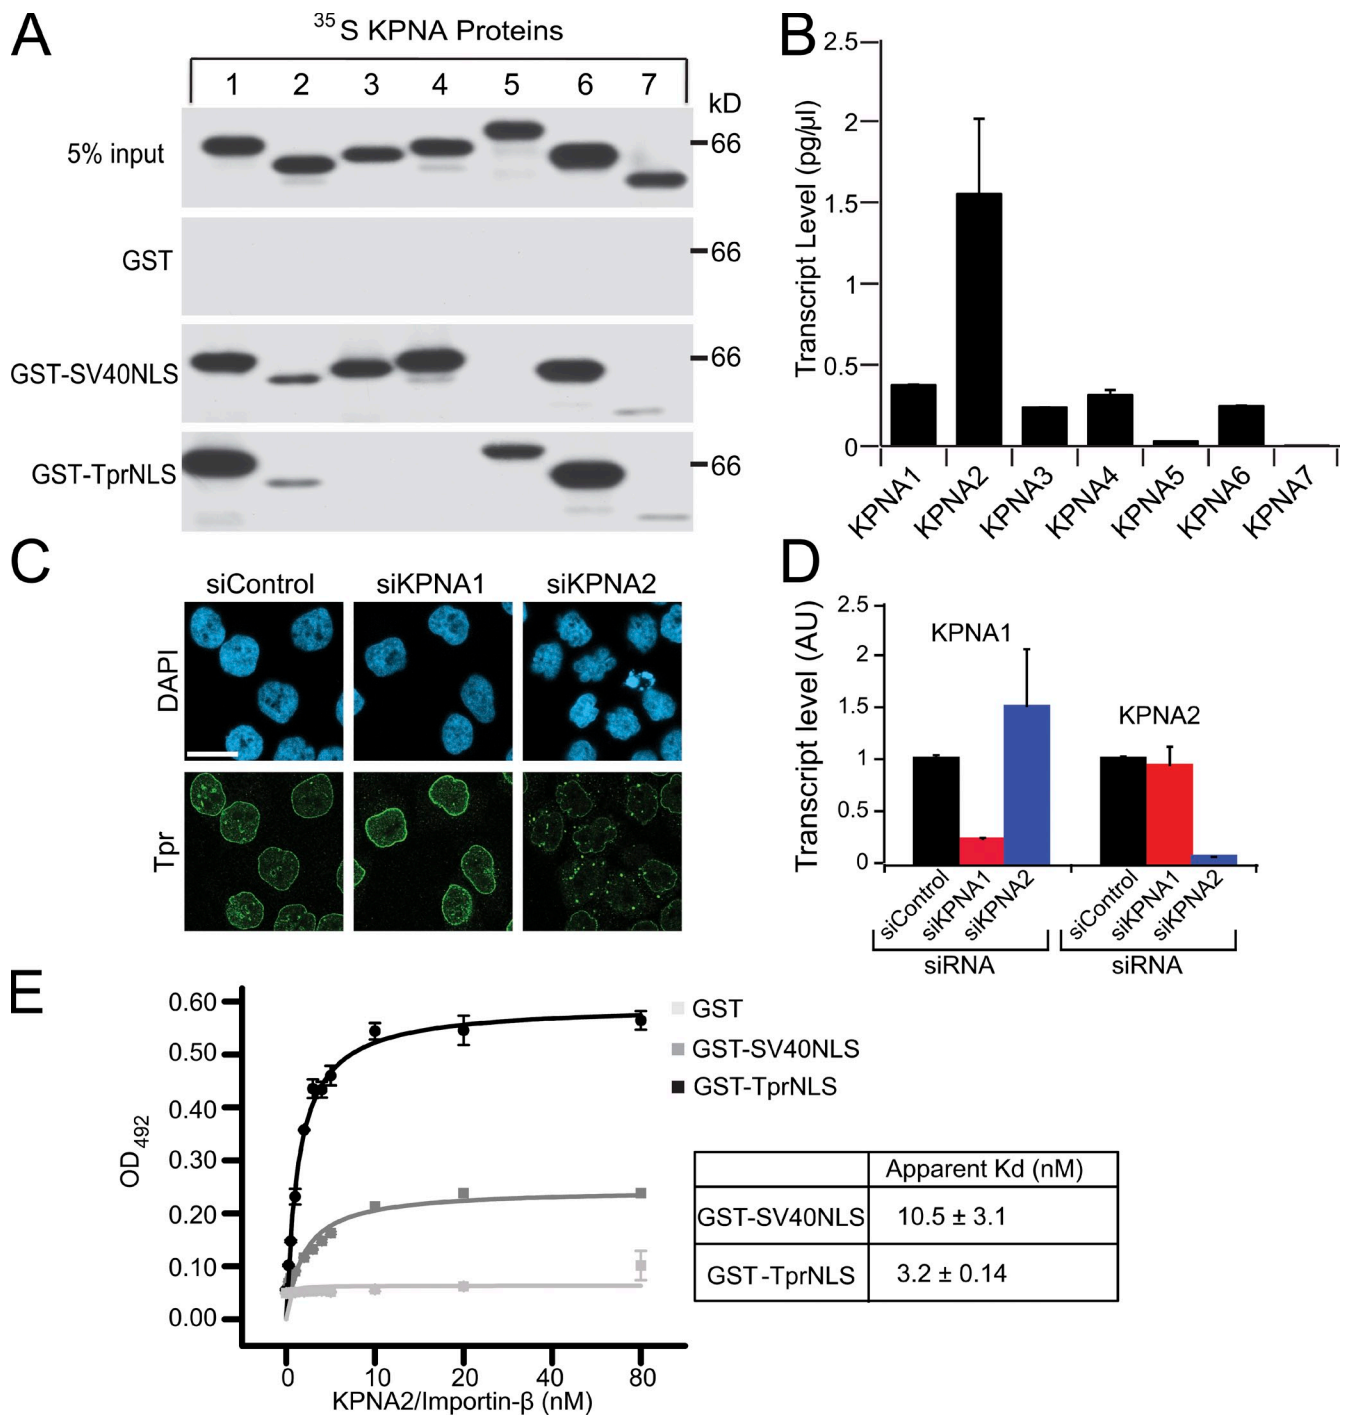 A
35S KPNA Proteins
1 2 3 4 5 6 7
kD
5% input
66
GST
66
GST-SV40NLS
66
GST-TprNLS
66
B
Transcript Level (pg/µl)
2.5
2
1.5
1
0.5
0
KPNA1 KPNA2 KPNA3 KPNA4 KPNA5 KPNA6 KPNA7
C
siControl siKPNA1 siKPNA2
DAPI
Tpr
D
Transcript level (AU)
2.5
2
1.5
1
0.5
0
KPNA1
KPNA2
siControl siKPNA1 siKPNA2 siControl siKPNA1 siKPNA2
siRNA siRNA
E
OD492
0.60
0.50
0.40
0.30
0.20
0.10
0.00
0 10 20 40 80
KPNA2/Importin-β (nM)
GST
GST-SV40NLS
GST-TprNLS
Apparent Kd (nM)
GST-SV40NLS 10.5 ± 3.1
GST-TprNLS 3.2 ± 0.14